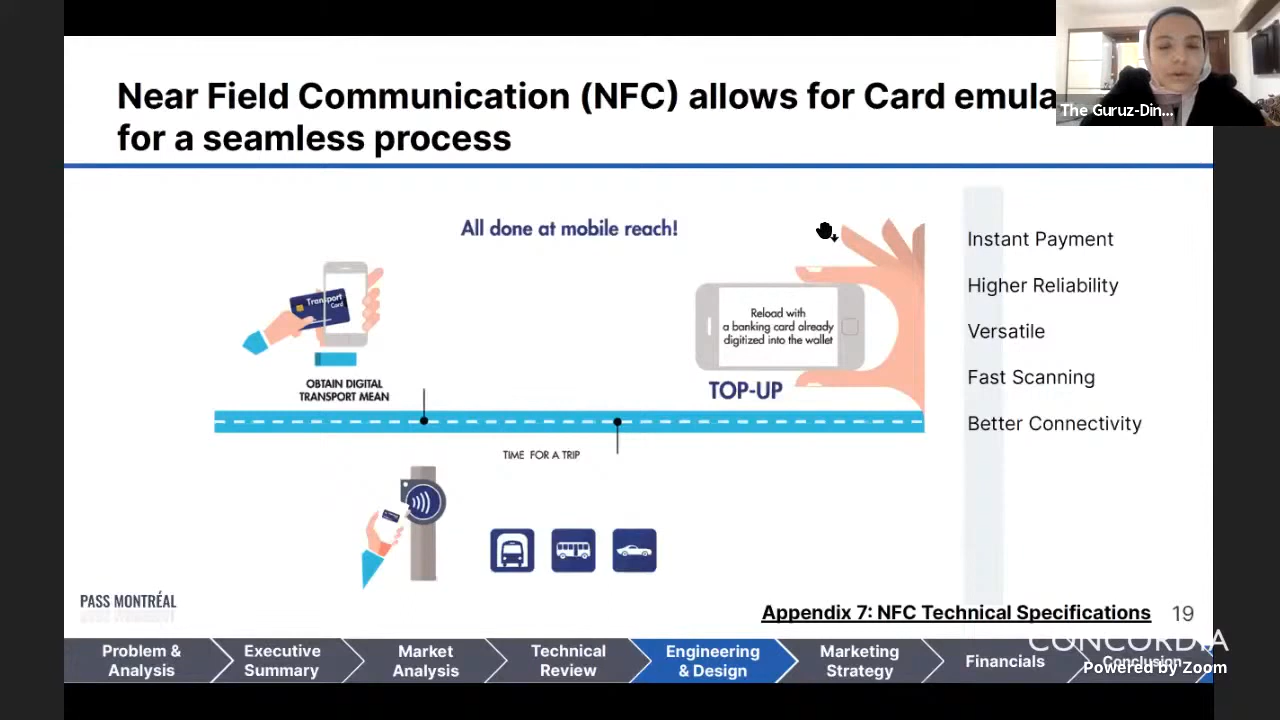 Near Field Communication (NFC) allows for Card emula
for a seamless process
The Guruz-Din...
All done at mobile reach!
Transport
Card
OBTAIN DIGITAL
TRANSPORT MEAN
Reload with
a banking card already
digitized into the wallet
TOP-UP
TIME FOR A TRIP
Instant Payment
Higher Reliability
Versatile
Fast Scanning
Better Connectivity
PASS MONTRÉAL
Appendix 7: NFC Technical Specifications
19
CONCORDIA
Powered by Zoom
Problem &
Analysis
Executive
Summary
Market
Analysis
Technical
Review
Engineering
& Design
Marketing
Strategy
Financials
Conclusion